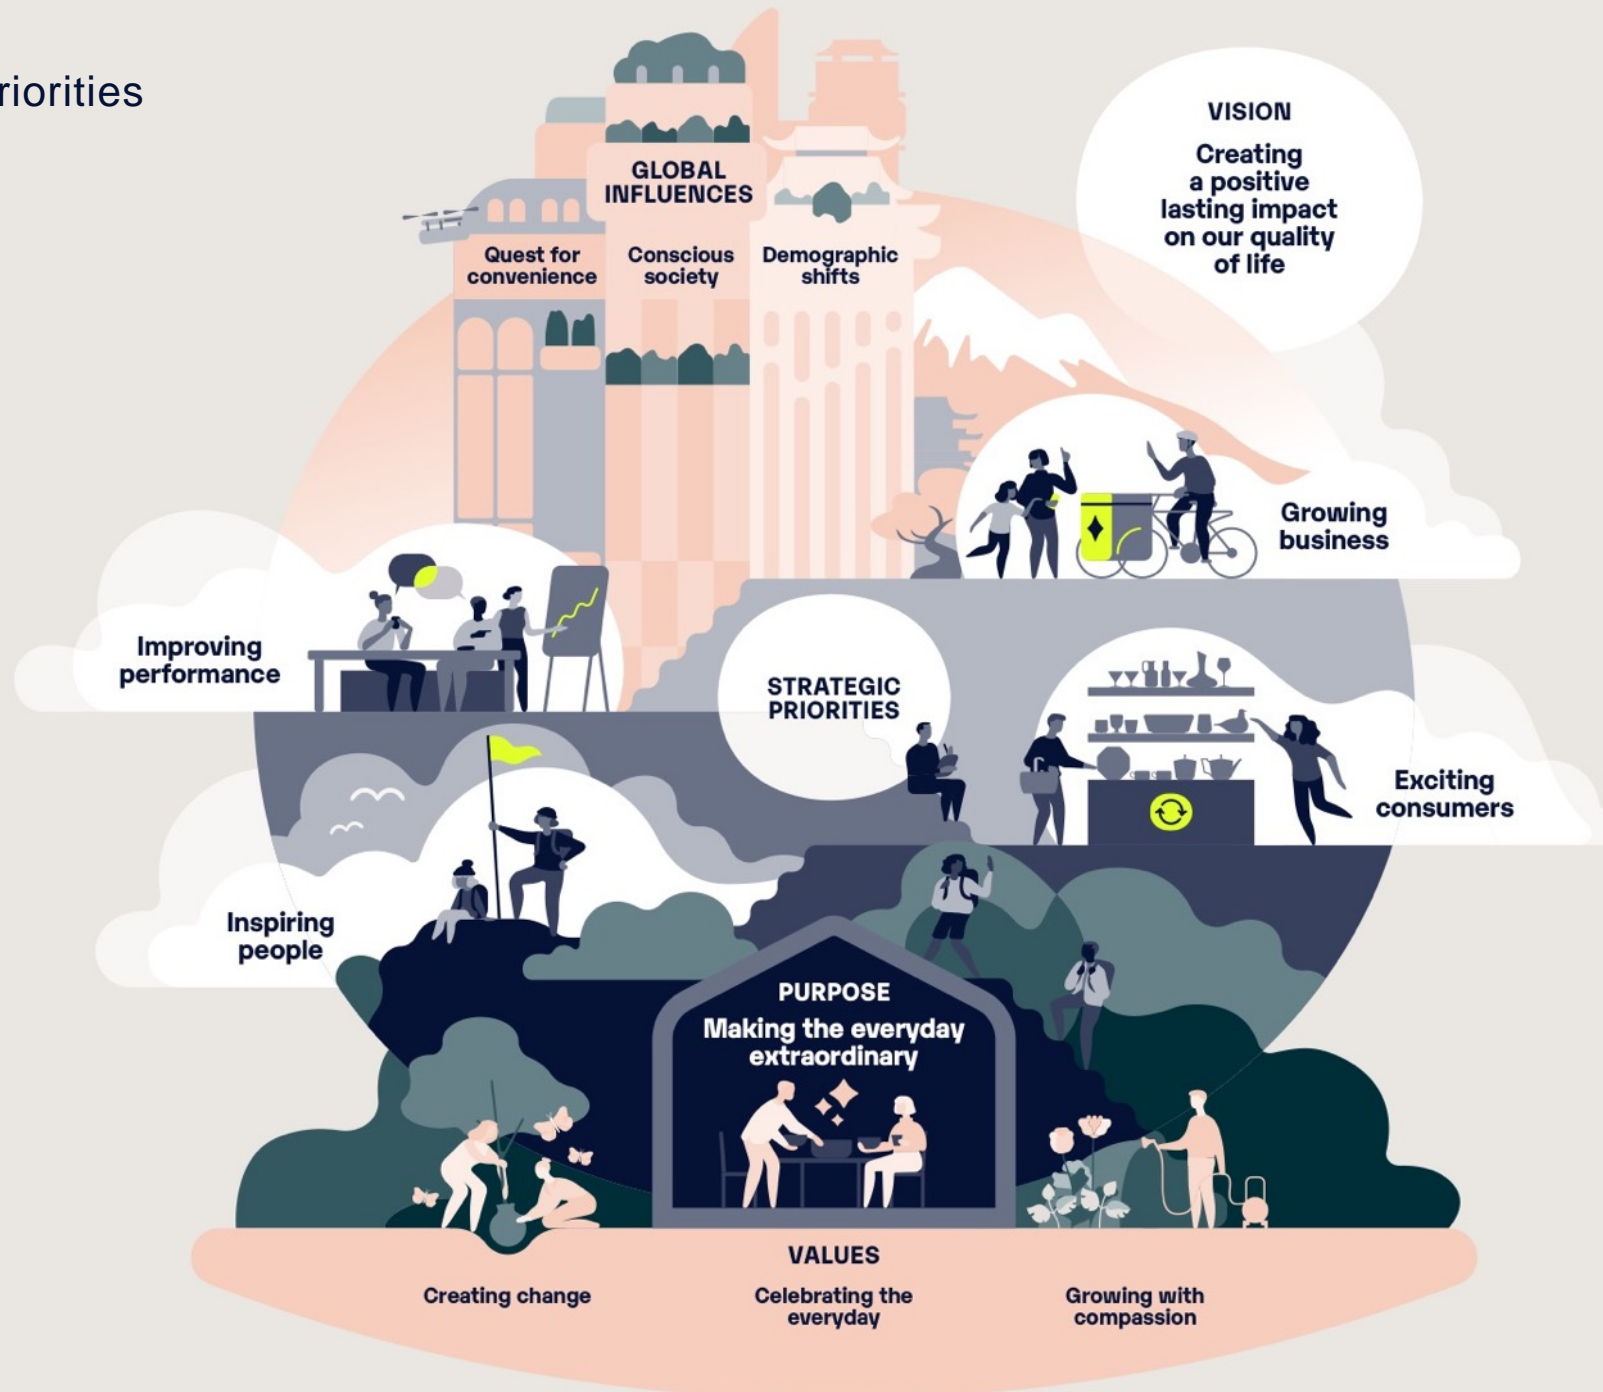 riorities
GLOBAL
INFLUENCES
Quest for
convenience
Conscious
society
Demographic
shifts
VISION
Creating
a positive
lasting impact
on our quality
of life
Growing
business
Improving
performance
STRATEGIC
PRIORITIES
Exciting
consumers
Inspiring
people
PURPOSE
Making the everyday
extraordinary
VALUES
Creating change
Celebrating the
everyday
Growing with
compassion